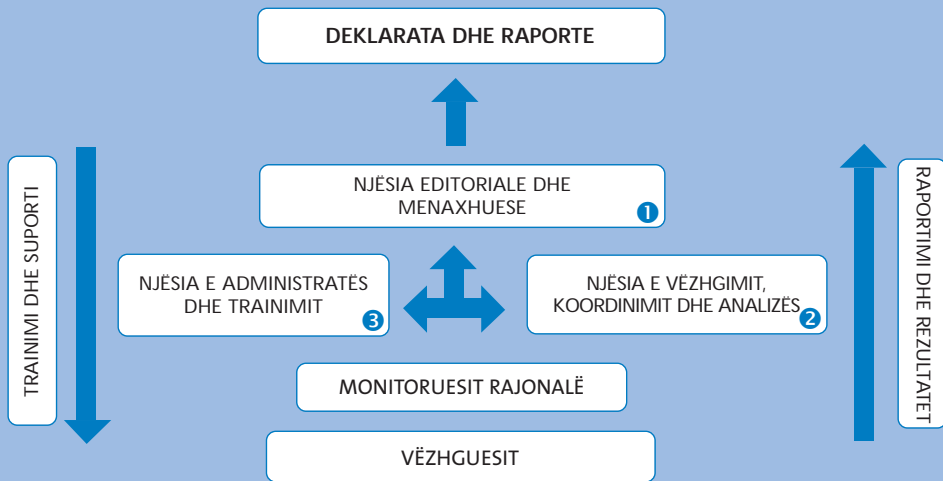 DEKLARATA DHE RAPORTE
TRAINIMI DHE SUPORTI
NJËSIA EDITORIALE DHE
MENAXHUESE
1
RAPORTIMI DHE REZULTATET
NJËSIA E ADMINISTRATËS
DHE TRAINIMIT
3
NJËSIA E VËZHGIMIT,
KOORDINIMIT DHE ANALIZËS
2
MONITORUESIT RAJONALË
VËZHGUESIT